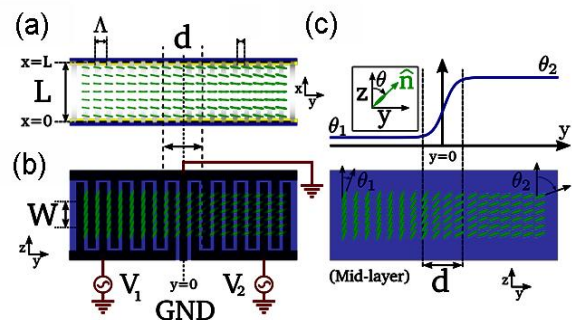 (a)
Λ
d
x=L
L
x=0
x
y
(b)
W
z
y
V1
y=0
V2
GND
(c)
θ
n̂
z
y
θ2
θ1
y=0
y
θ1
θ2
(Mid-layer)
d
z
y